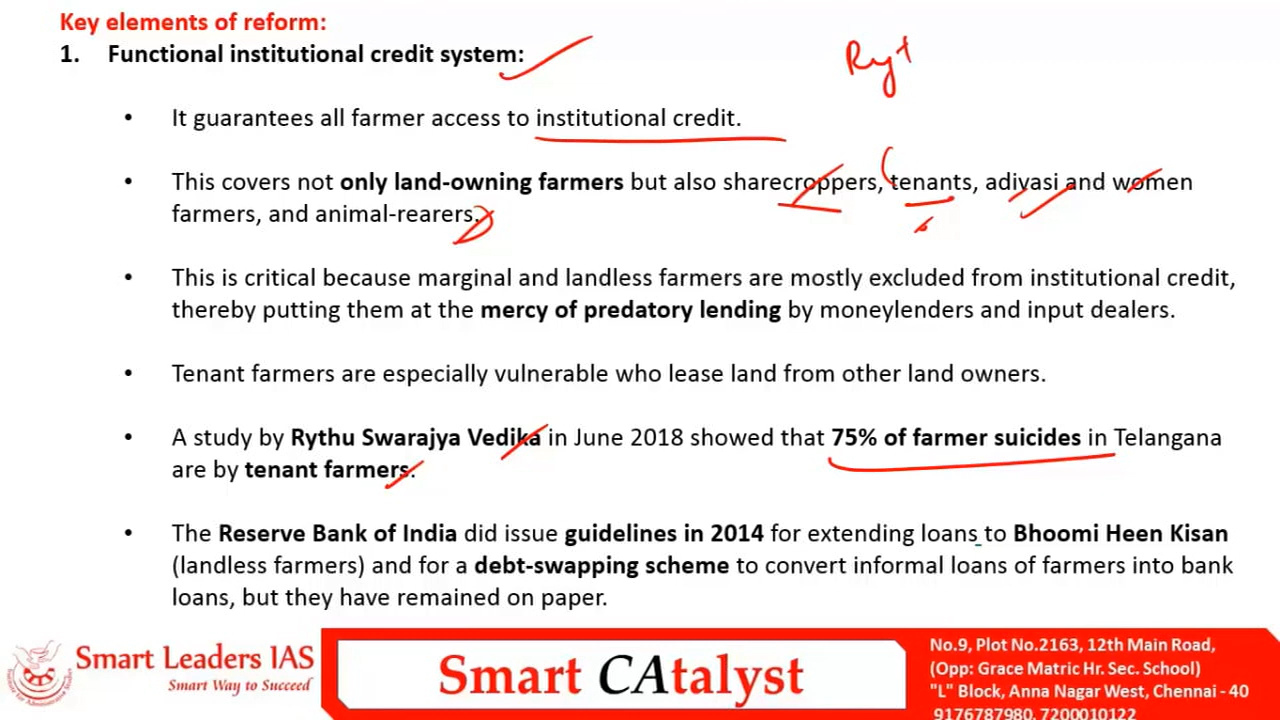 Key elements of reform:
1. Functional institutional credit system:
Ryt
• It guarantees all farmer access to institutional credit.
• This covers not only land-owning farmers but also sharecroppers, tenants, adivasi and women
farmers, and animal-rearers.
• This is critical because marginal and landless farmers are mostly excluded from institutional credit,
thereby putting them at the mercy of predatory lending by moneylenders and input dealers.
• Tenant farmers are especially vulnerable who lease land from other land owners.
• A study by Rythu Swarajya Vedika in June 2018 showed that 75% of farmer suicides in Telangana
are by tenant farmers.
• The Reserve Bank of India did issue guidelines in 2014 for extending loans to Bhoomi Heen Kisan
(landless farmers) and for a debt-swapping scheme to convert informal loans of farmers into bank
loans, but they have remained on paper.
Smart Leaders IAS
Smart Way to Succeed
Smart CAtalyst
No.9, Plot No.2163, 12th Main Road,
(Opp: Grace Matric Hr. Sec. School)
"L" Block, Anna Nagar West, Chennai - 40
9176787980, 7200010122